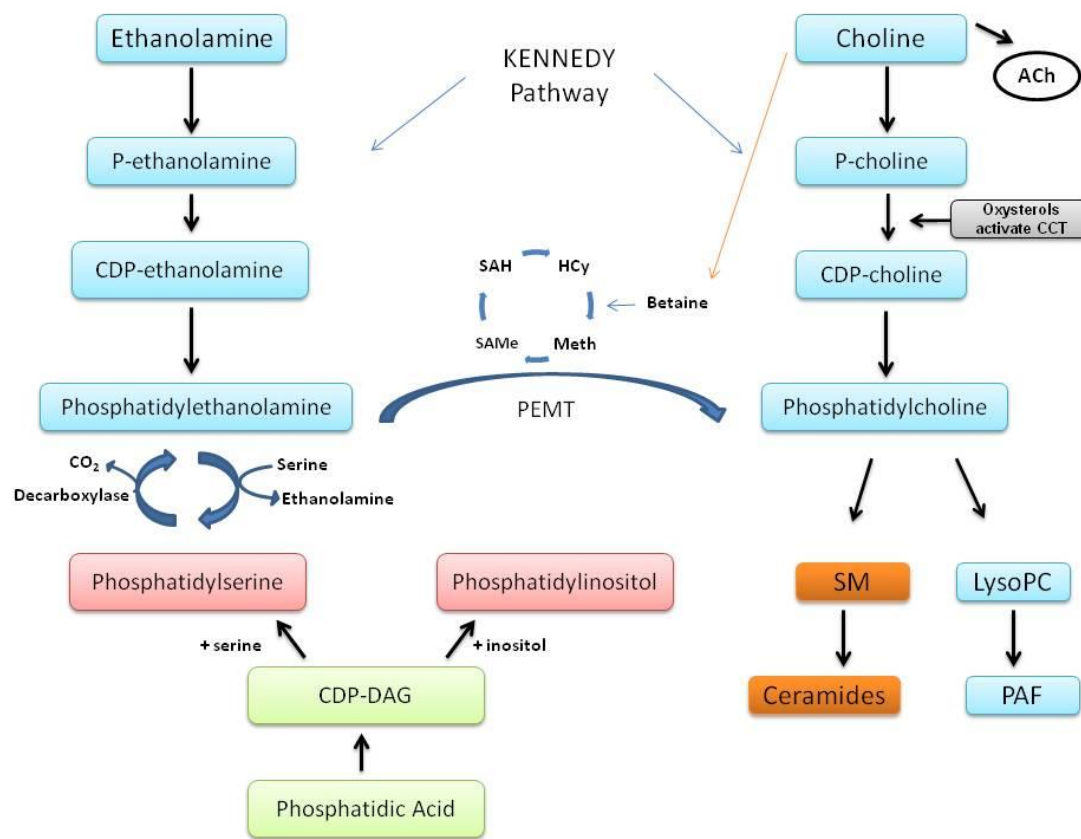 Ethanolamine
KENNEDY
Pathway
Choline
ACh
P-ethanolamine
P-choline
Oxysterols
activate CCT
CDP-ethanolamine
CDP-choline
SAH
HCy
Betaine
SAMe
Meth
Phosphatidylethanolamine
PEMT
Phosphatidylcholine
CO₂
Decarboxylase
Serine
Ethanolamine
Phosphatidylserine
Phosphatidylinositol
SM
LysoPC
+ serine
+ inositol
CDP-DAG
Ceramides
PAF
Phosphatidic Acid